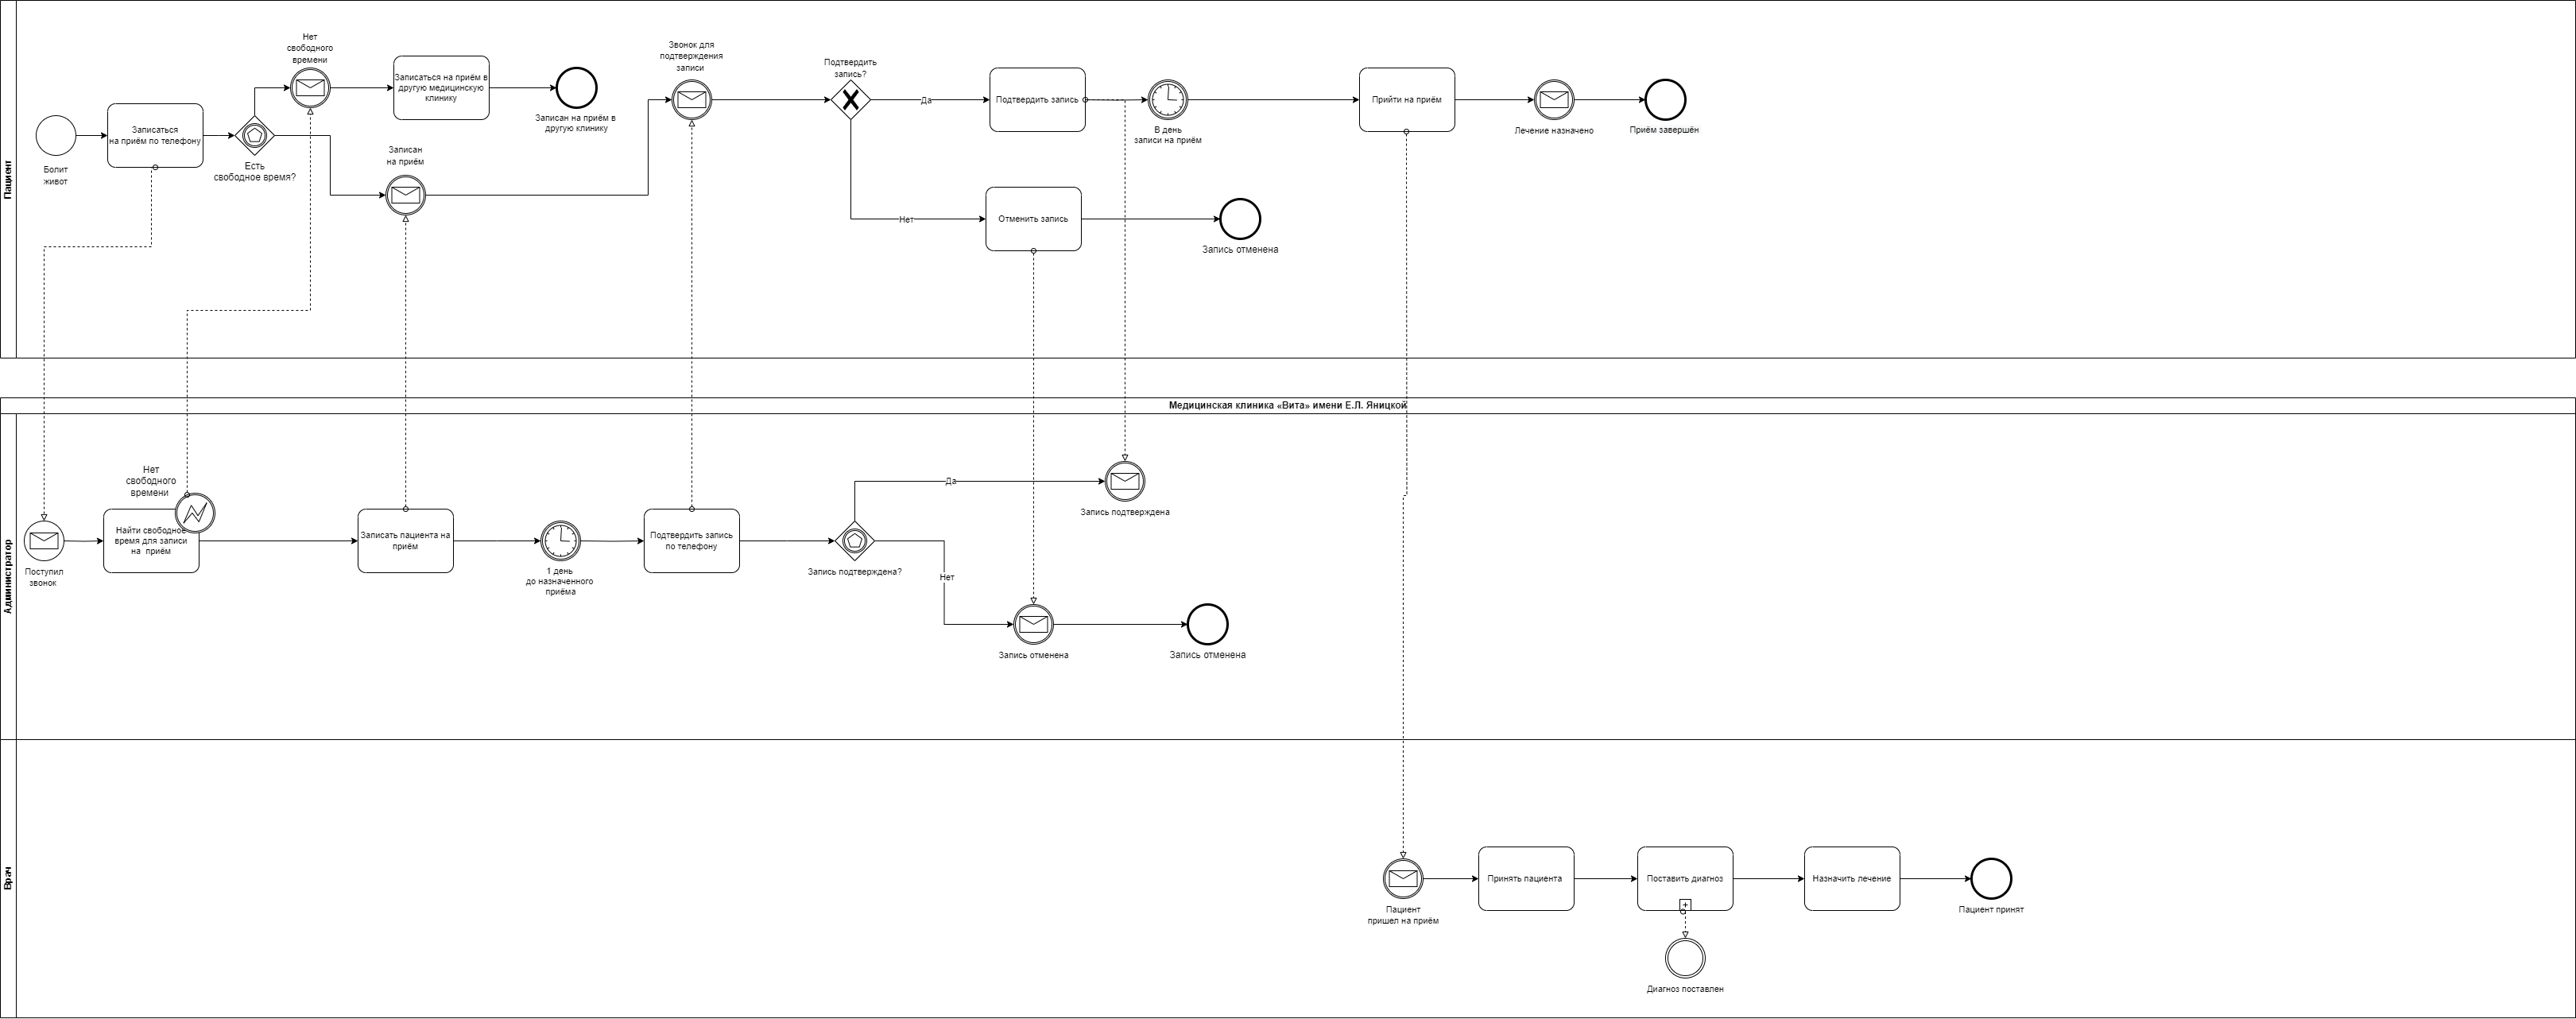 Пациент
Болит
живот
Записаться
на приём по телефону
Есть
свободное время?
Нет
свободного
времени
Записаться на приём в
другую медицинскую
клинику
Записан на приём в
другую клинику
Записан
на приём
Звонок для
подтверждения
записи
Подтвердить
запись?
Да
Нет
Подтвердить запись
В день
записи на приём
Отменить запись
Запись отменена
Прийти на приём
Лечение назначено
Приём завершён
Медицинская клиника «Вита» имени Е.Л. Яницкой
Администратор
Поступил
звонок
Нет
свободного
времени
Найти свободное
время для записи
на приём
Записать пациента на
приём
1 день
до назначенного
приёма
Подтвердить запись
по телефону
Запись подтверждена?
Да
Нет
Запись подтверждена
Запись отменена
Запись отменена
Врач
Пациент
пришел на приём
Принять пациента
Поставить диагноз
Диагноз поставлен
Назначить лечение
Пациент принят